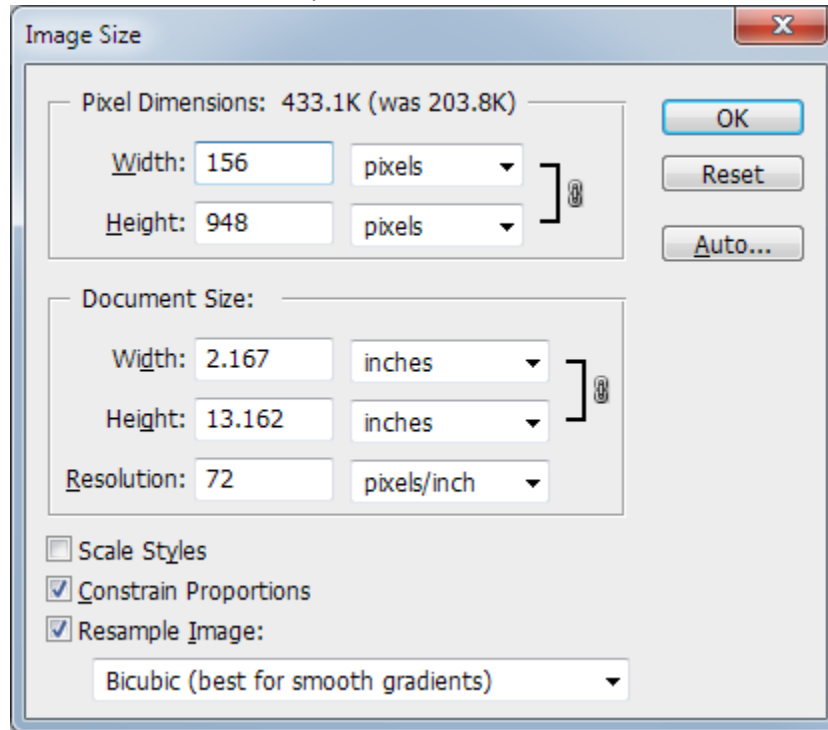 Image Size
Pixel Dimensions: 433.1K (was 203.8K)
Width: 156 pixels
Height: 948 pixels
OK
Reset
Auto...
Document Size:
Width: 2.167 inches
Height: 13.162 inches
Resolution: 72 pixels/inch
Scale Styles
Constrain Proportions
Resample Image:
Bicubic (best for smooth gradients)